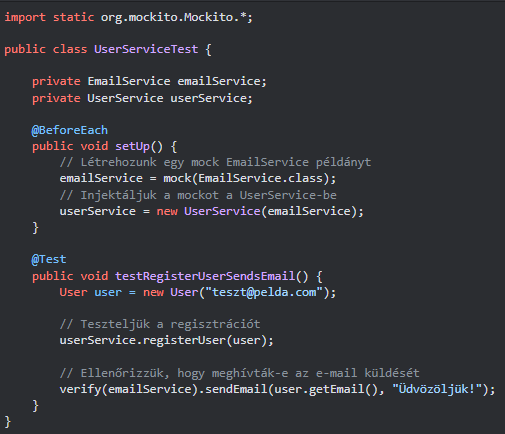 import static org.mockito.Mockito.*;
public class UserServiceTest {
private EmailService emailService;
private UserService userService;
@BeforeEach
public void setUp() {
// Létrehozunk egy mock EmailService példányt
emailService = mock(EmailService.class);
// Injektáljuk a mockot a UserService-be
userService = new UserService(emailService);
}
@Test
public void testRegisterUserSendsEmail() {
User user = new User("teszt@pelda.com");
// Teszteljük a regisztrációt
userService.registerUser(user);
// Ellenőrizzük, hogy meghívták-e az e-mail küldését
verify(emailService).sendEmail(user.getEmail(), "Üdvözöljük!");
}
}